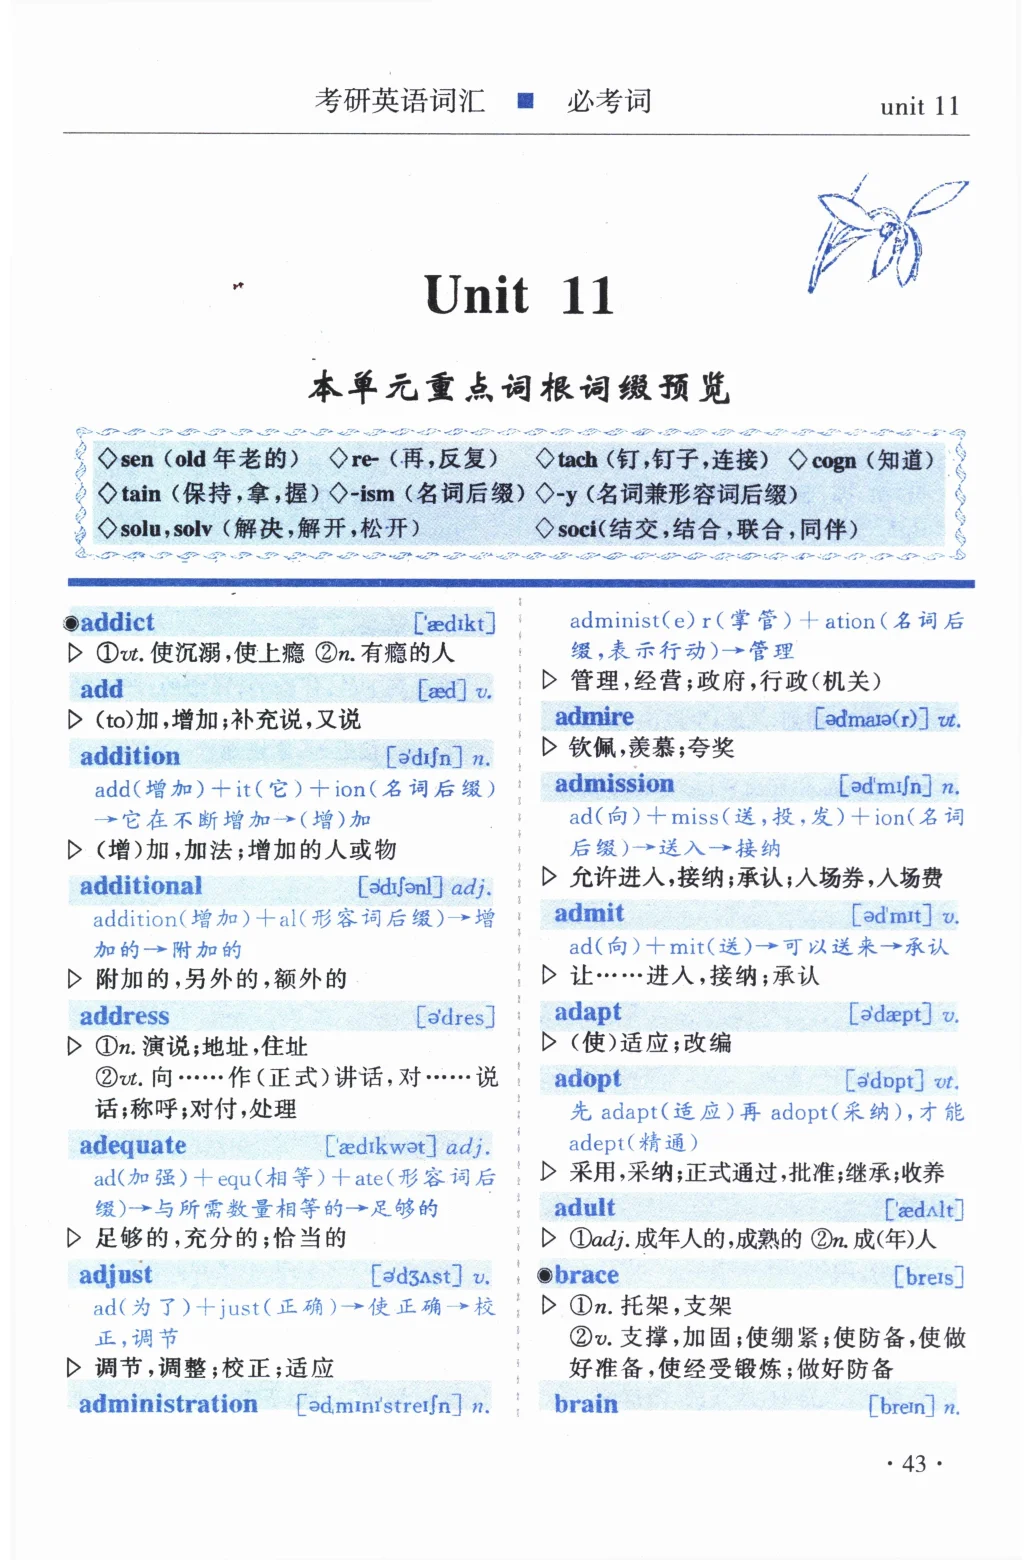 考研英语词汇 ■ 必考词
unit 11
Unit 11
本单元重点词根词缀预览
◇sen（old 年老的） ◇re-（再,反复） ◇tach（钉,钉子,连接） ◇cogn（知道）
◇tain（保持,拿,握）◇-ism（名词后缀）◇-y（名词兼形容词后缀）
◇solu,solv（解决,解开,松开） ◇soci(结交,结合,联合,同伴)
◉addict [ˈædɪkt]
▷ ①vt. 使沉溺,使上瘾 ②n. 有瘾的人
add [æd] v.
▷ (to)加,增加;补充说,又说
addition [əˈdɪʃn] n.
add(增加)＋it(它)＋ion(名词后缀)
→它在不断增加→(增)加
▷ (增)加,加法;增加的人或物
additional [əˈdɪʃənl] adj.
addition(增加)＋al(形容词后缀)→增
加的→附加的
▷ 附加的,另外的,额外的
address [əˈdres]
▷ ①n. 演说;地址,住址
②vt. 向……作(正式)讲话,对……说
话;称呼;对付,处理
adequate [ˈædɪkwət] adj.
ad(加强)＋equ(相等)＋ate(形容词后
缀)→与所需数量相等的→足够的
▷ 足够的,充分的;恰当的
adjust [əˈdʒʌst] v.
ad(为了)＋just(正确)→使正确→校
正,调节
▷ 调节,调整;校正;适应
administration [ədˌmɪnɪˈstreɪʃn] n.
administ(e)r(掌管)＋ation(名词后
缀,表示行动)→管理
▷ 管理,经营;政府,行政(机关)
admire [ədˈmaɪə(r)] vt.
▷ 钦佩,羡慕;夸奖
admission [ədˈmɪʃn] n.
ad(向)＋miss(送,投,发)＋ion(名词
后缀)→送入→接纳
▷ 允许进入,接纳;承认;入场券,入场费
admit [ədˈmɪt] v.
ad(向)＋mit(送)→可以送来→承认
▷ 让……进入,接纳;承认
adapt [əˈdæpt] v.
▷ (使)适应;改编
adopt [əˈdɒpt] vt.
先 adapt(适应)再 adopt(采纳),才能
adept(精通)
▷ 采用,采纳;正式通过,批准;继承;收养
adult [ˈædʌlt]
▷ ①adj. 成年人的,成熟的 ②n. 成(年)人
◉brace [breɪs]
▷ ①n. 托架,支架
②v. 支撑,加固;使绷紧;使防备,使做
好准备,使经受锻炼;做好防备
brain [breɪn] n.
· 43 ·